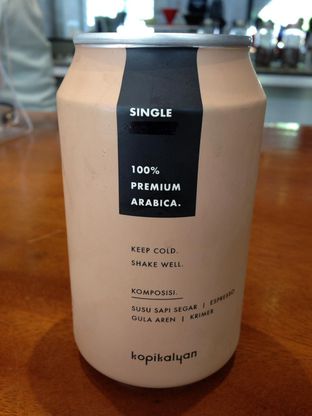 SINGLE
100%
PREMIUM
ARABICA.
KEEP COLD.
SHAKE WELL.
KOMPOSISI.
SUSU SAPI SEGAR | ESPRESSO
GULA AREN | KRIMER
kopikalyan